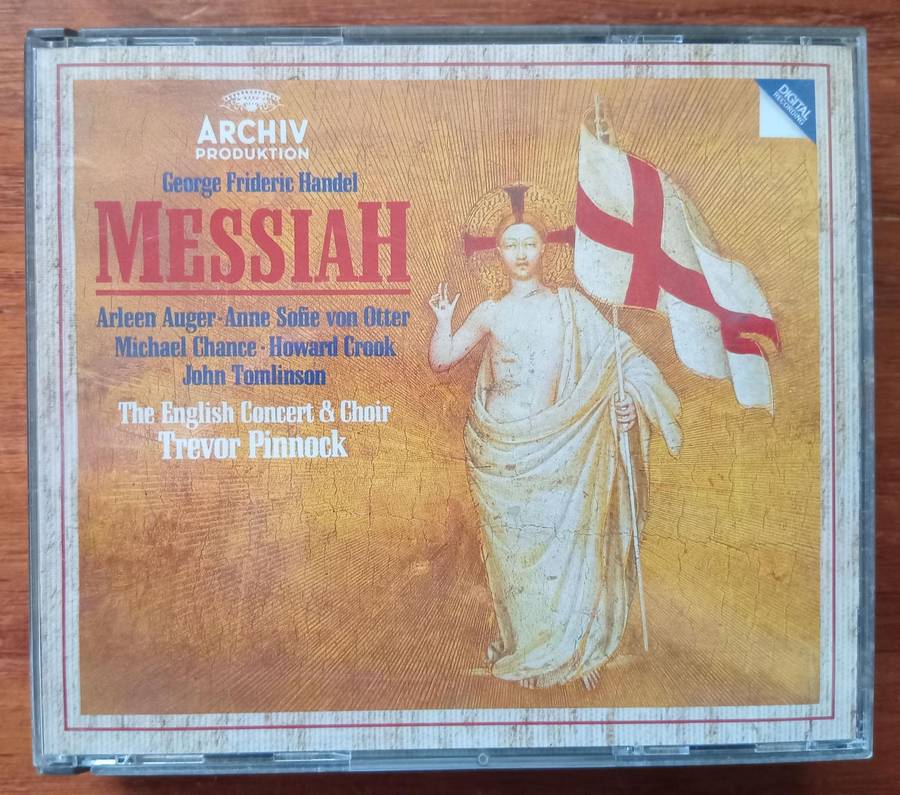 ARCHIV
PRODUKTION
George Frideric Handel
MESSIAH
Arleen Auger·Anne Sofie von Otter
Michael Chance·Howard Crook
John Tomlinson
The English Concert & Choir
Trevor Pinnock
DIGITAL
RECORDING